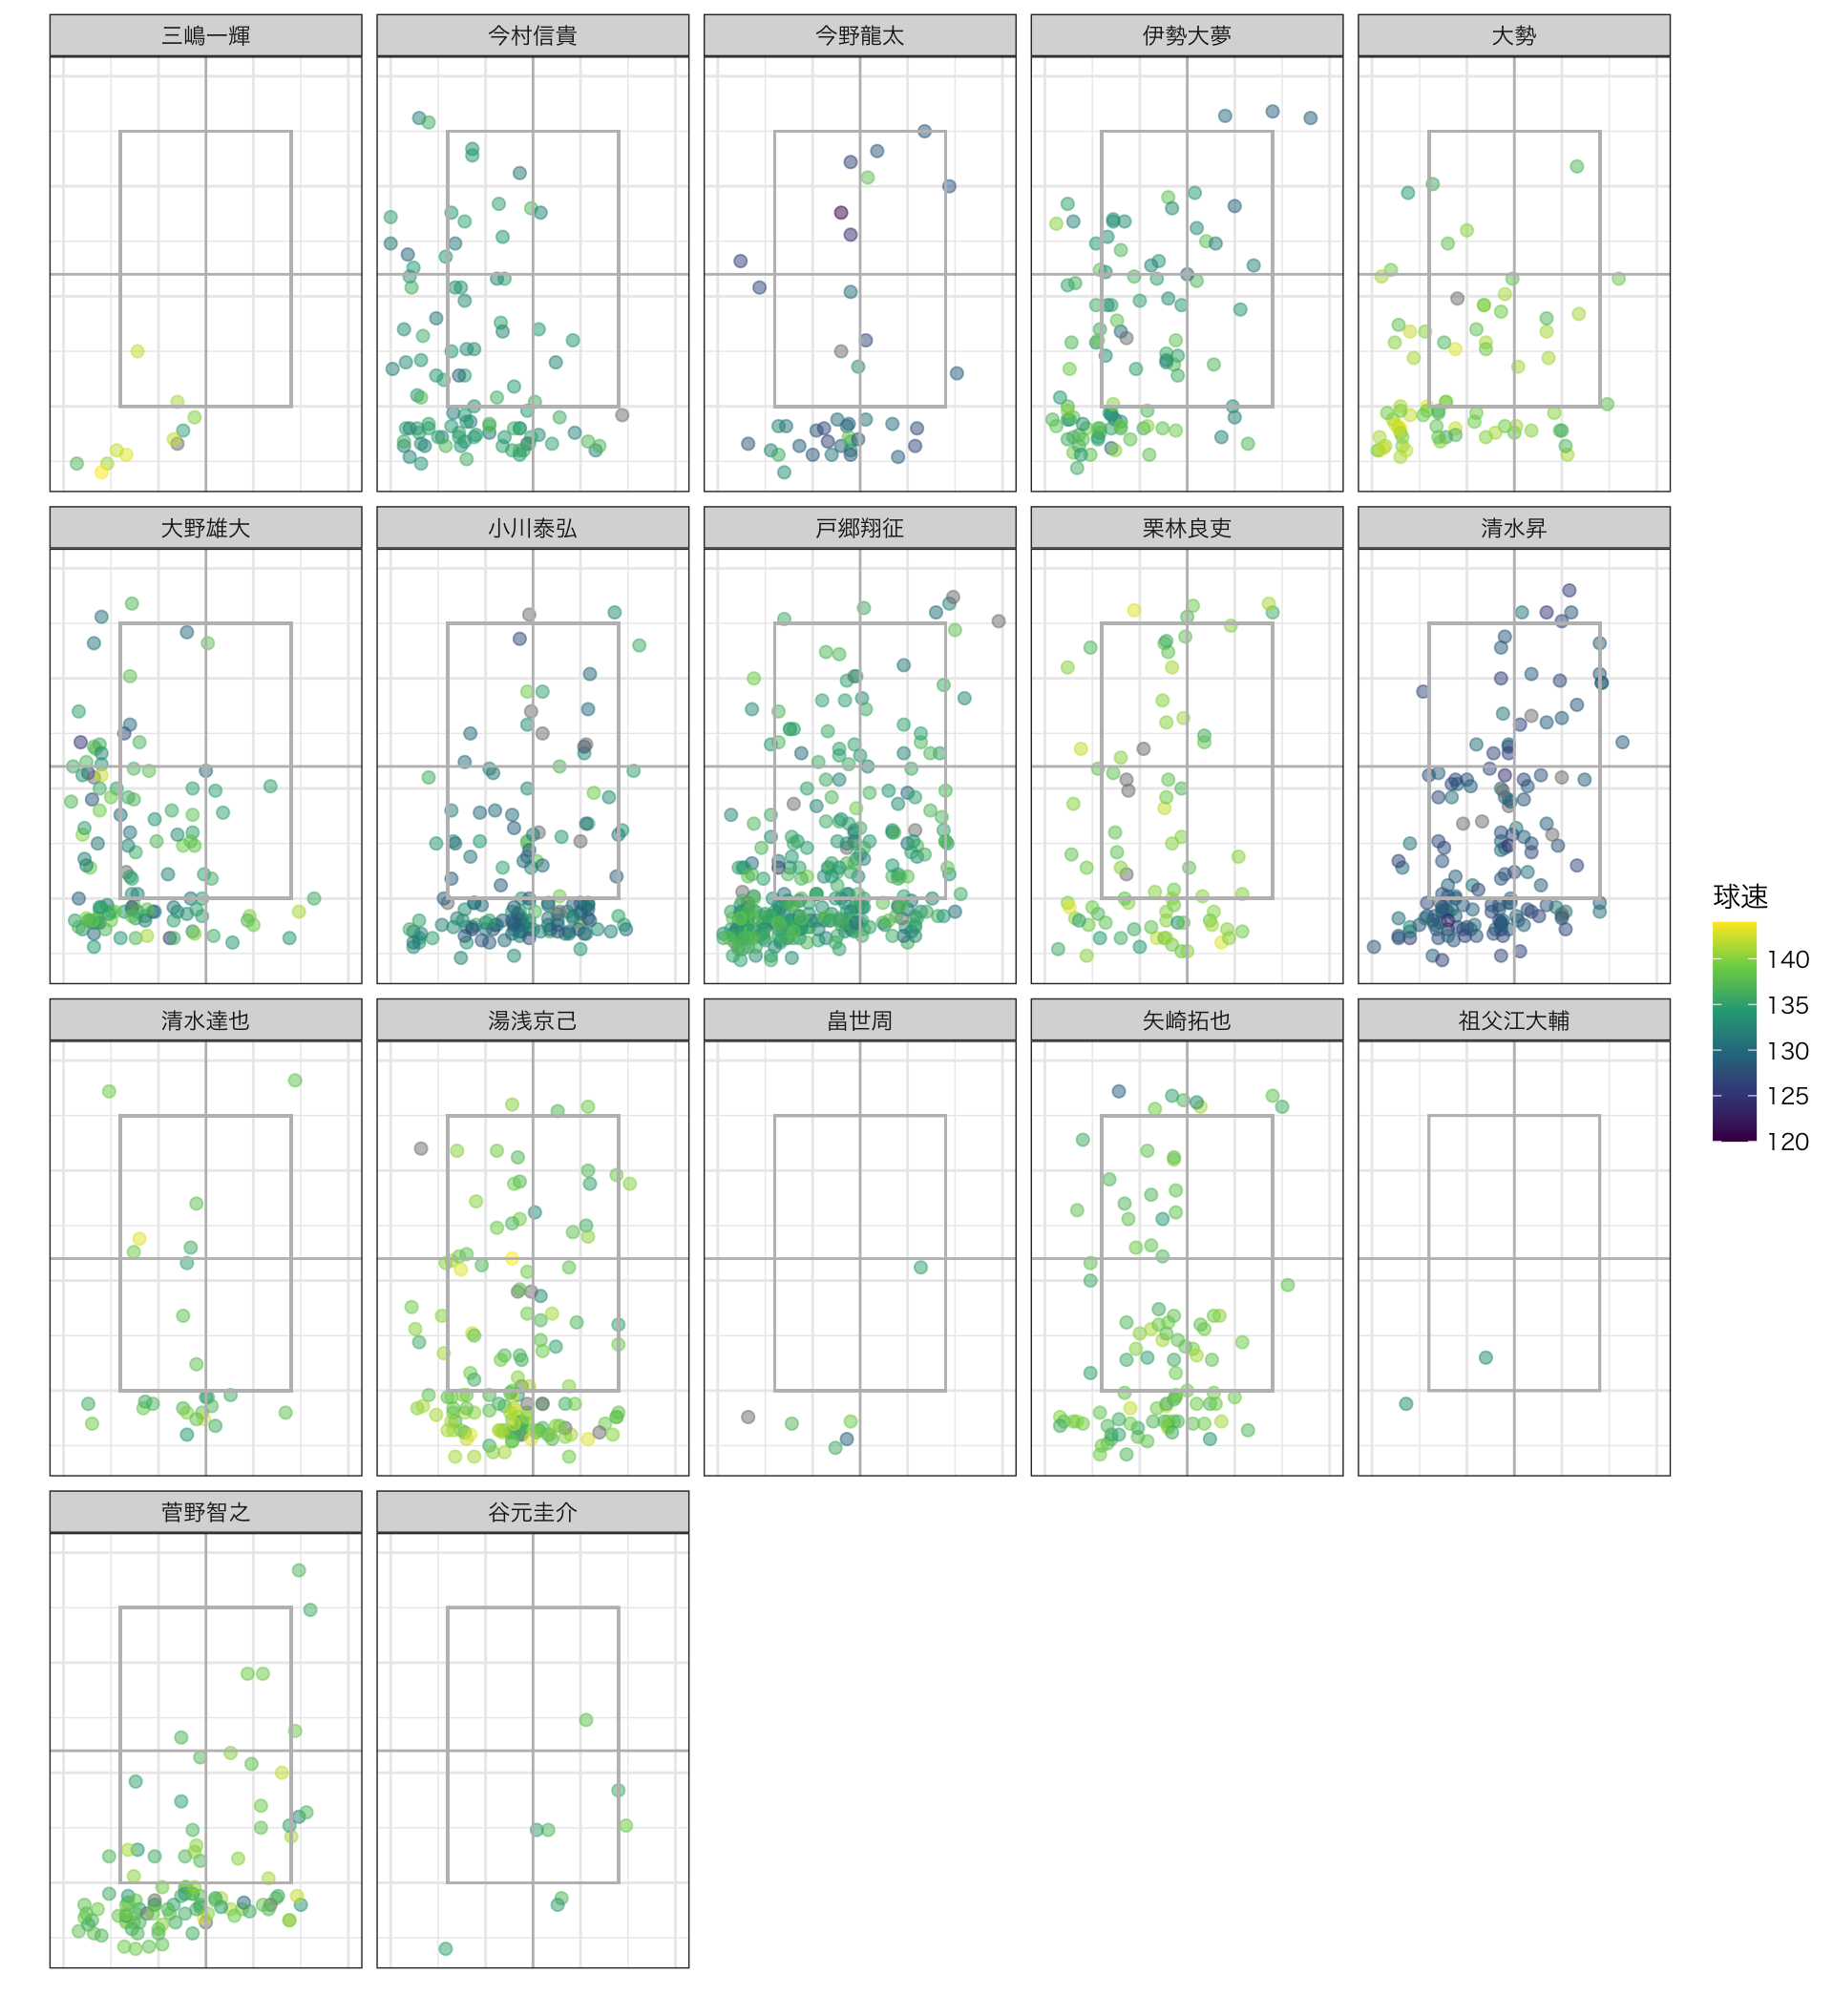 三嶋一輝
今村信貴
今野龍太
伊勢大夢
大勢
大野雄大
小川泰弘
戸郷翔征
栗林良吏
清水昇
清水達也
湯浅京己
畠世周
矢崎拓也
祖父江大輔
菅野智之
谷元圭介
球速
140
135
130
125
120